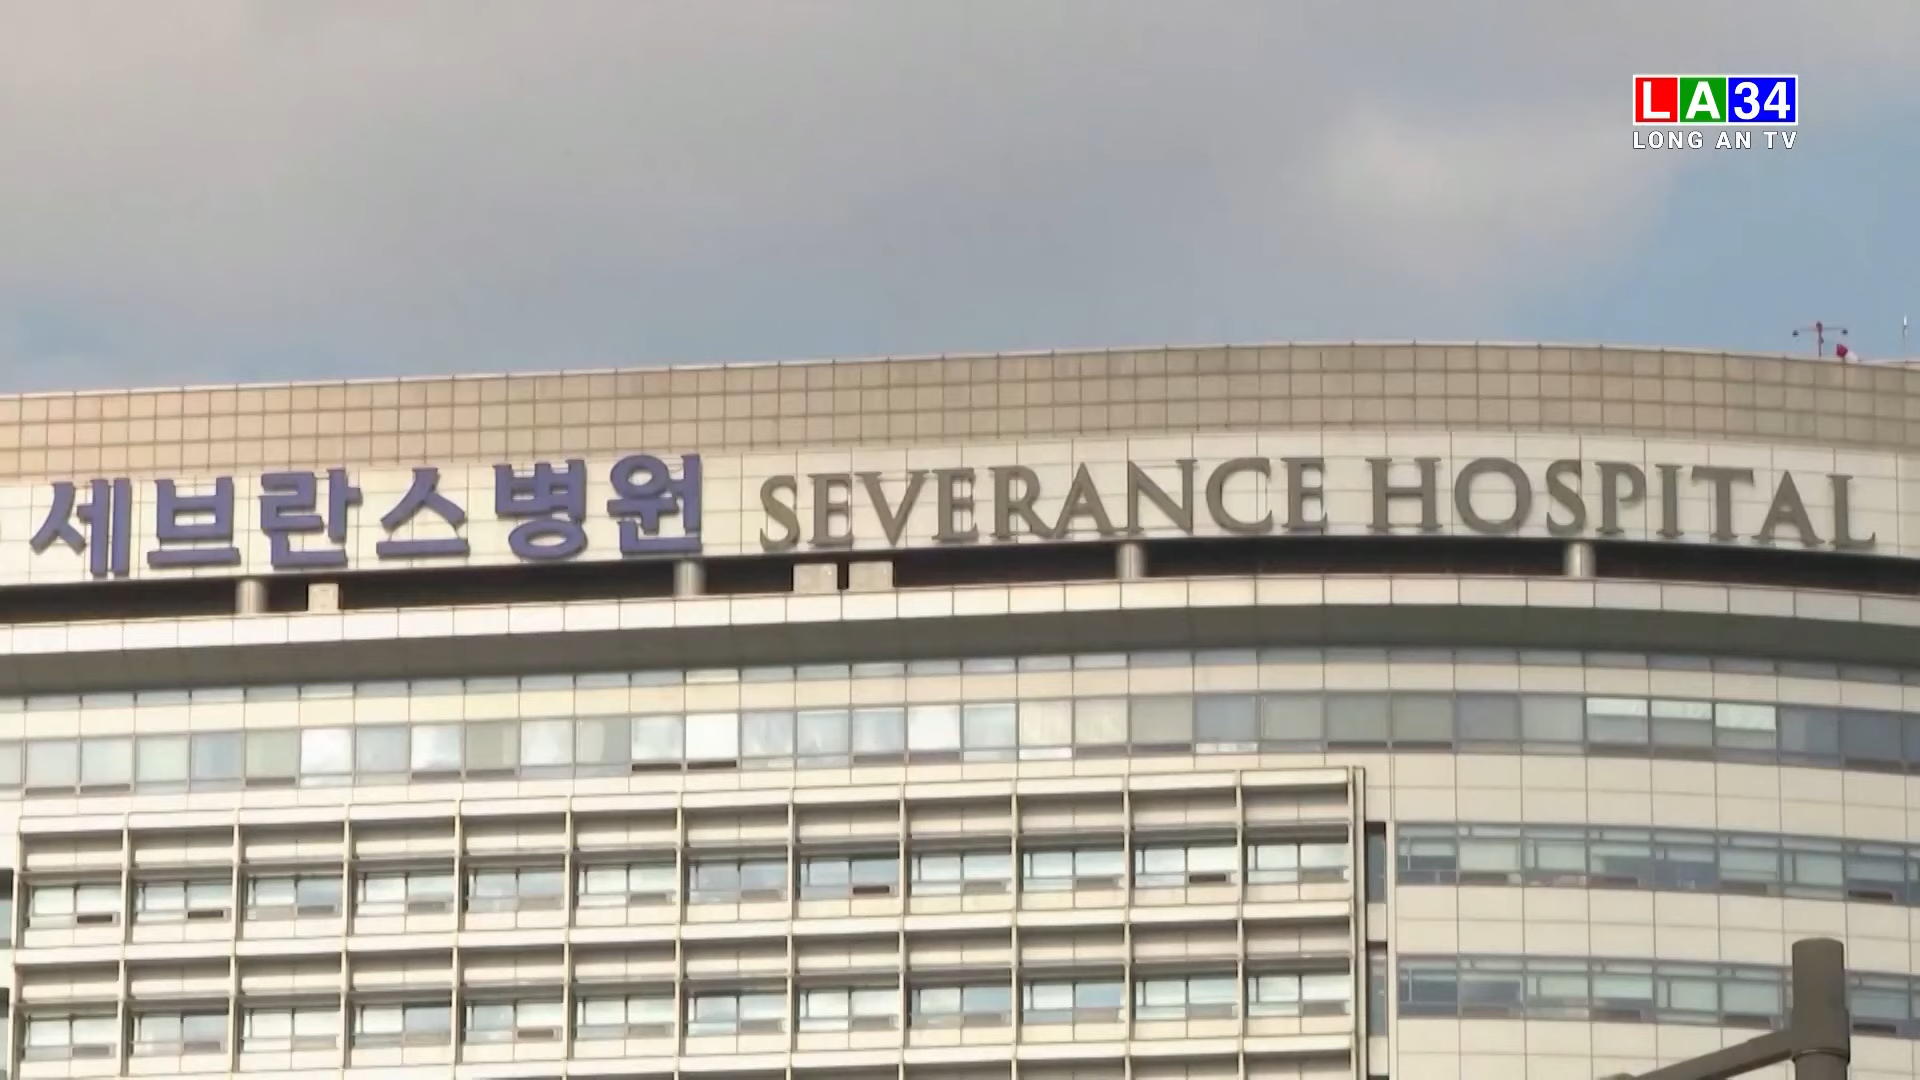 LA34
LONG AN TV
세브란스병원 SEVERANCE HOSPITAL